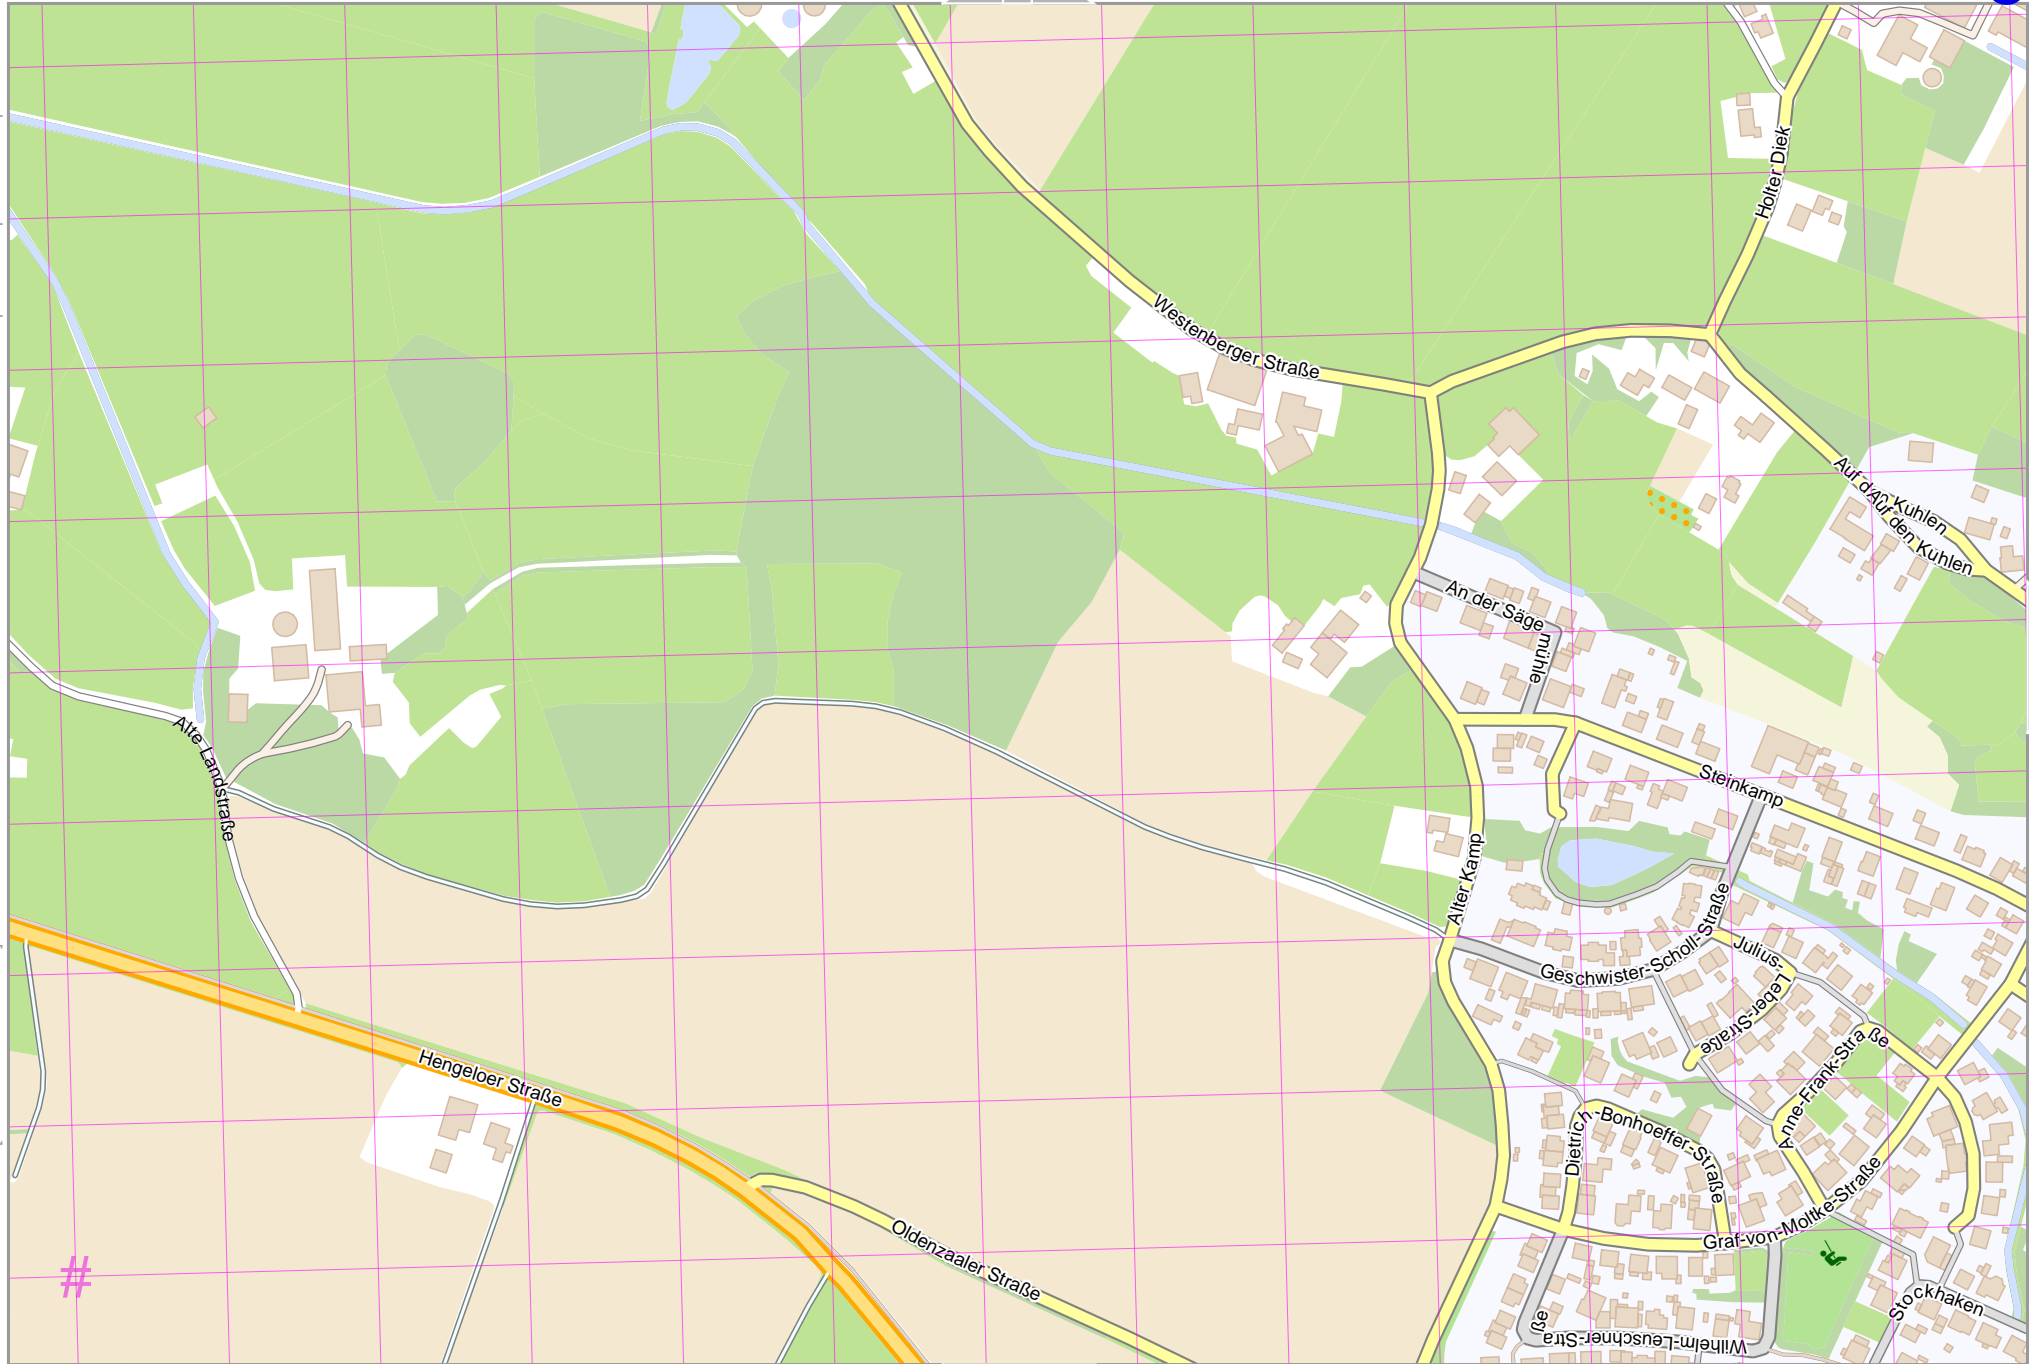 Holter Diek
Westenberger Straße
Auf den Kühlen
Auf den Kühlen
An der Säge
mühle
Alte Landstraße
Steinkamp
Alter Kamp
Geschwister-Scholl-Straße
Julius-
Leber-Straße
Anne-Frank-Straße
Hengeloer Straße
Dietrich-Bonhoeffer-Straße
Graf-von-Moltke-Straße
Oldenzaaler Straße
Stockhaken
Wilhelm-Leuschner-Straße
#